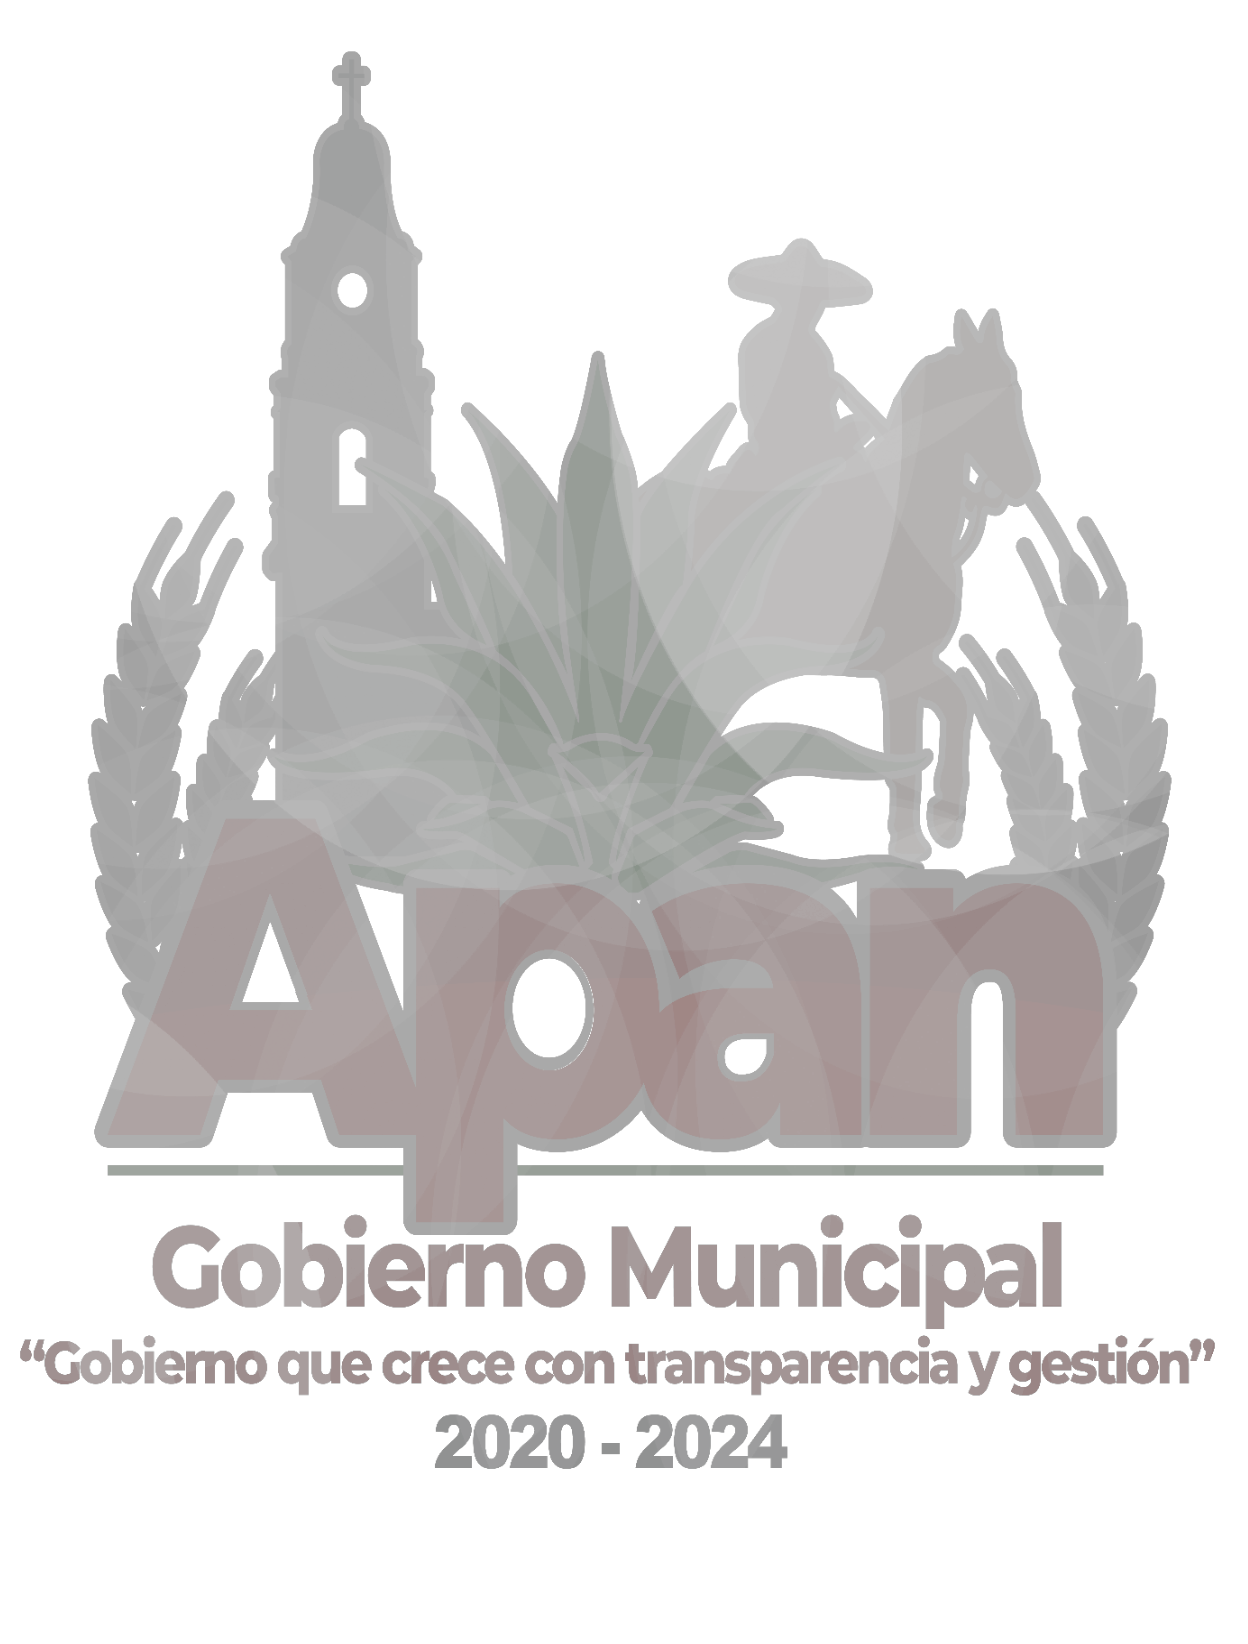 Apan
Gobierno Municipal
“Gobierno que crece con transparencia y gestión”
2020 - 2024